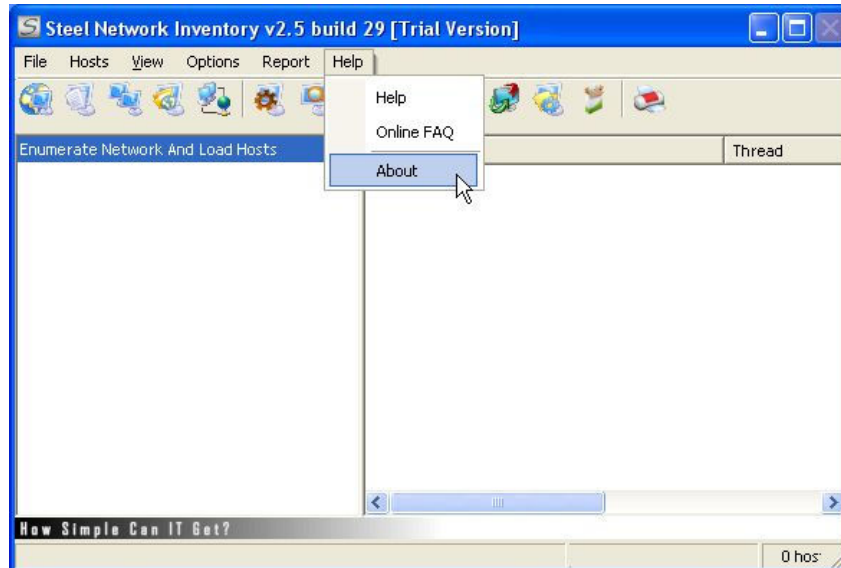 Steel Network Inventory v2.5 build 29 [Trial Version]
File Hosts View Options Report Help
Help
Online FAQ
About
Enumerate Network And Load Hosts
Thread
How Simple Can IT Get?
0 hos